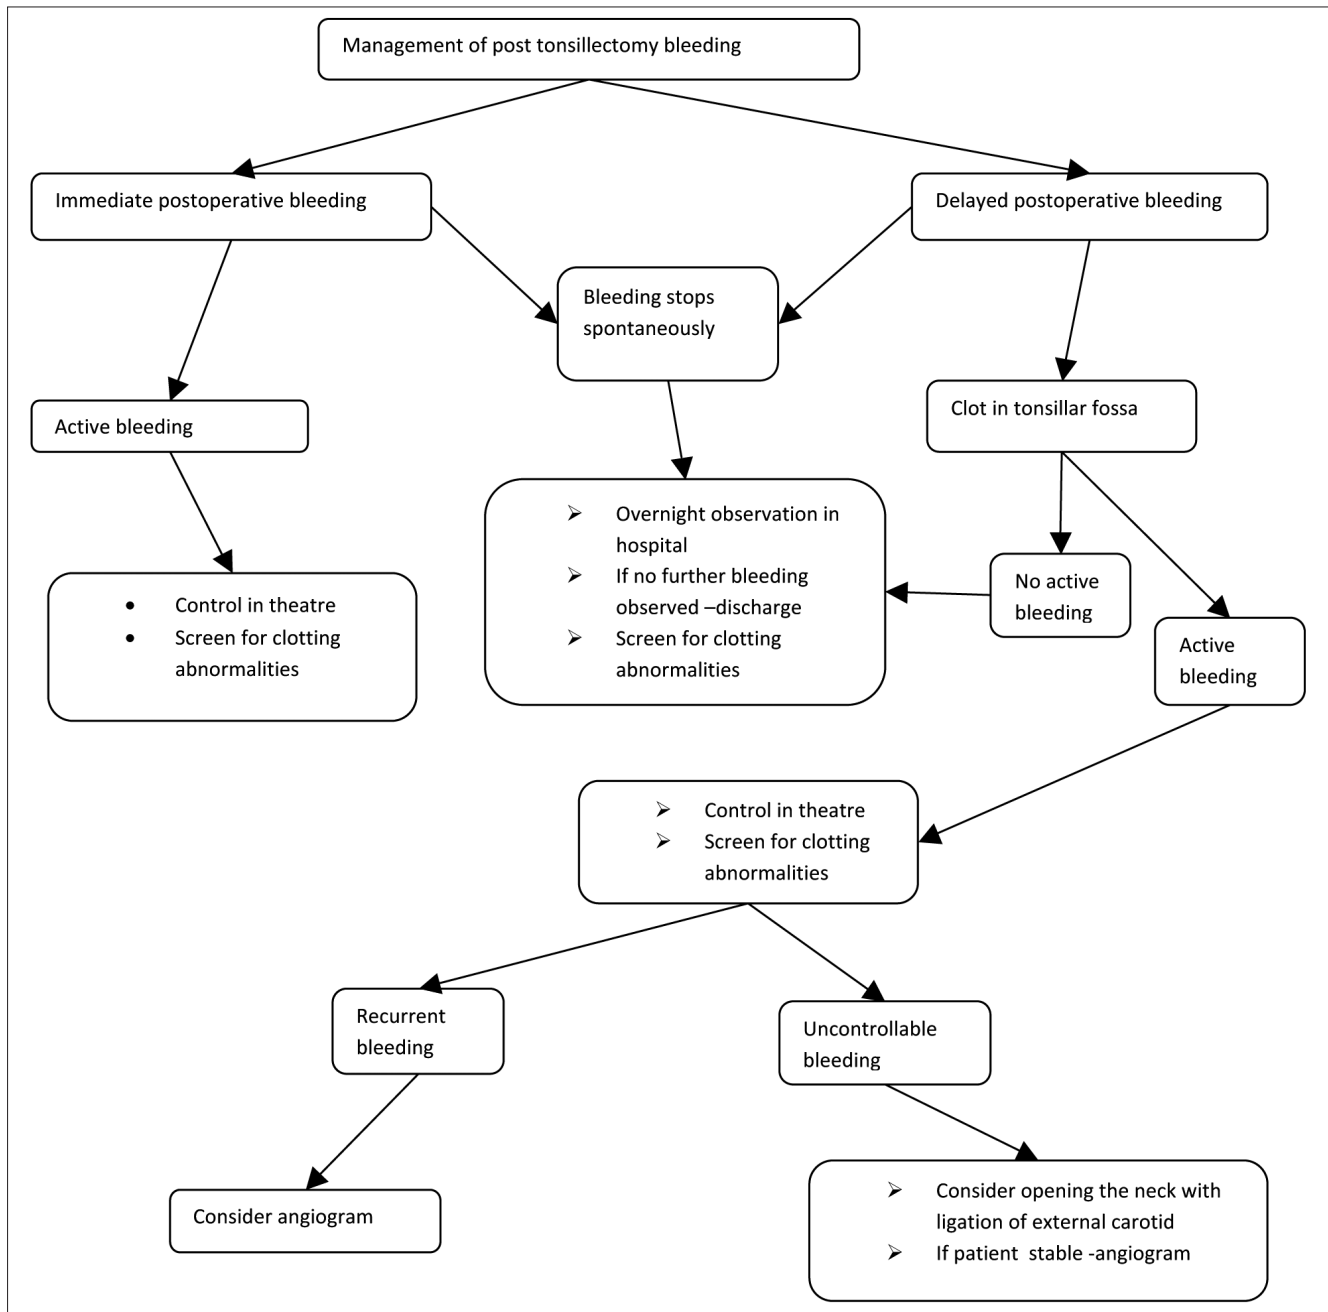 Management of post tonsillectomy bleeding
Immediate postoperative bleeding
Delayed postoperative bleeding
Bleeding stops
spontaneously
Active bleeding
Clot in tonsillar fossa
➢ Overnight observation in
hospital
➢ If no further bleeding
observed –discharge
➢ Screen for clotting
abnormalities
No active
bleeding
• Control in theatre
• Screen for clotting
abnormalities
Active
bleeding
➢ Control in theatre
➢ Screen for clotting
abnormalities
Recurrent
bleeding
Uncontrollable
bleeding
Consider angiogram
➢ Consider opening the neck with
ligation of external carotid
➢ If patient  stable -angiogram